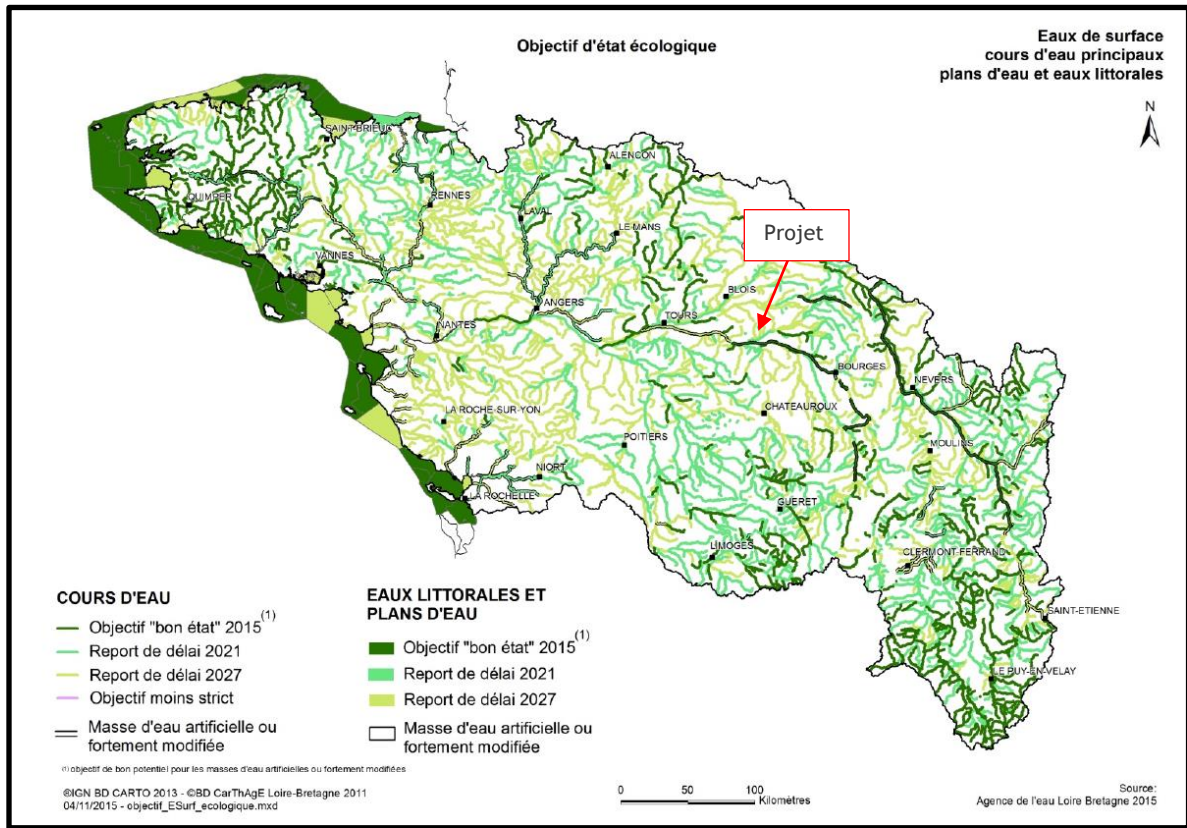 Objectif d'état écologique
Eaux de surface
cours d'eau principaux
plans d'eau et eaux littorales
N
SAINT-BRIEUC
ALENCON
QUIMPER
RENNES
LAVAL
LE MANS
Projet
VANNES
BLOIS
ANGERS
TOURS
NANTES
BOURGES
NEVERS
LA ROCHE-SUR-YON
CHATEAUROUX
POITIERS
MOULINS
NIORT
LA ROCHELLE
GUERET
LIMOGES
CLERMONT-FERRAND
SAINT-ETIENNE
LE PUY-EN-VELAY
COURS D'EAU
Objectif "bon état" 2015(1)
Report de délai 2021
Report de délai 2027
Objectif moins strict
Masse d'eau artificielle ou
fortement modifiée
EAUX LITTORALES ET
PLANS D'EAU
Objectif "bon état" 2015(1)
Report de délai 2021
Report de délai 2027
Masse d'eau artificielle ou
fortement modifiée
(1) objectif de bon potentiel pour les masses d'eau artificielles ou fortement modifiées
©IGN BD CARTO 2013 - ©BD CarThAgE Loire-Bretagne 2011
04/11/2015 - objectif_ESurf_ecologique.mxd
0 50 100
Kilomètres
Source:
Agence de l'eau Loire Bretagne 2015